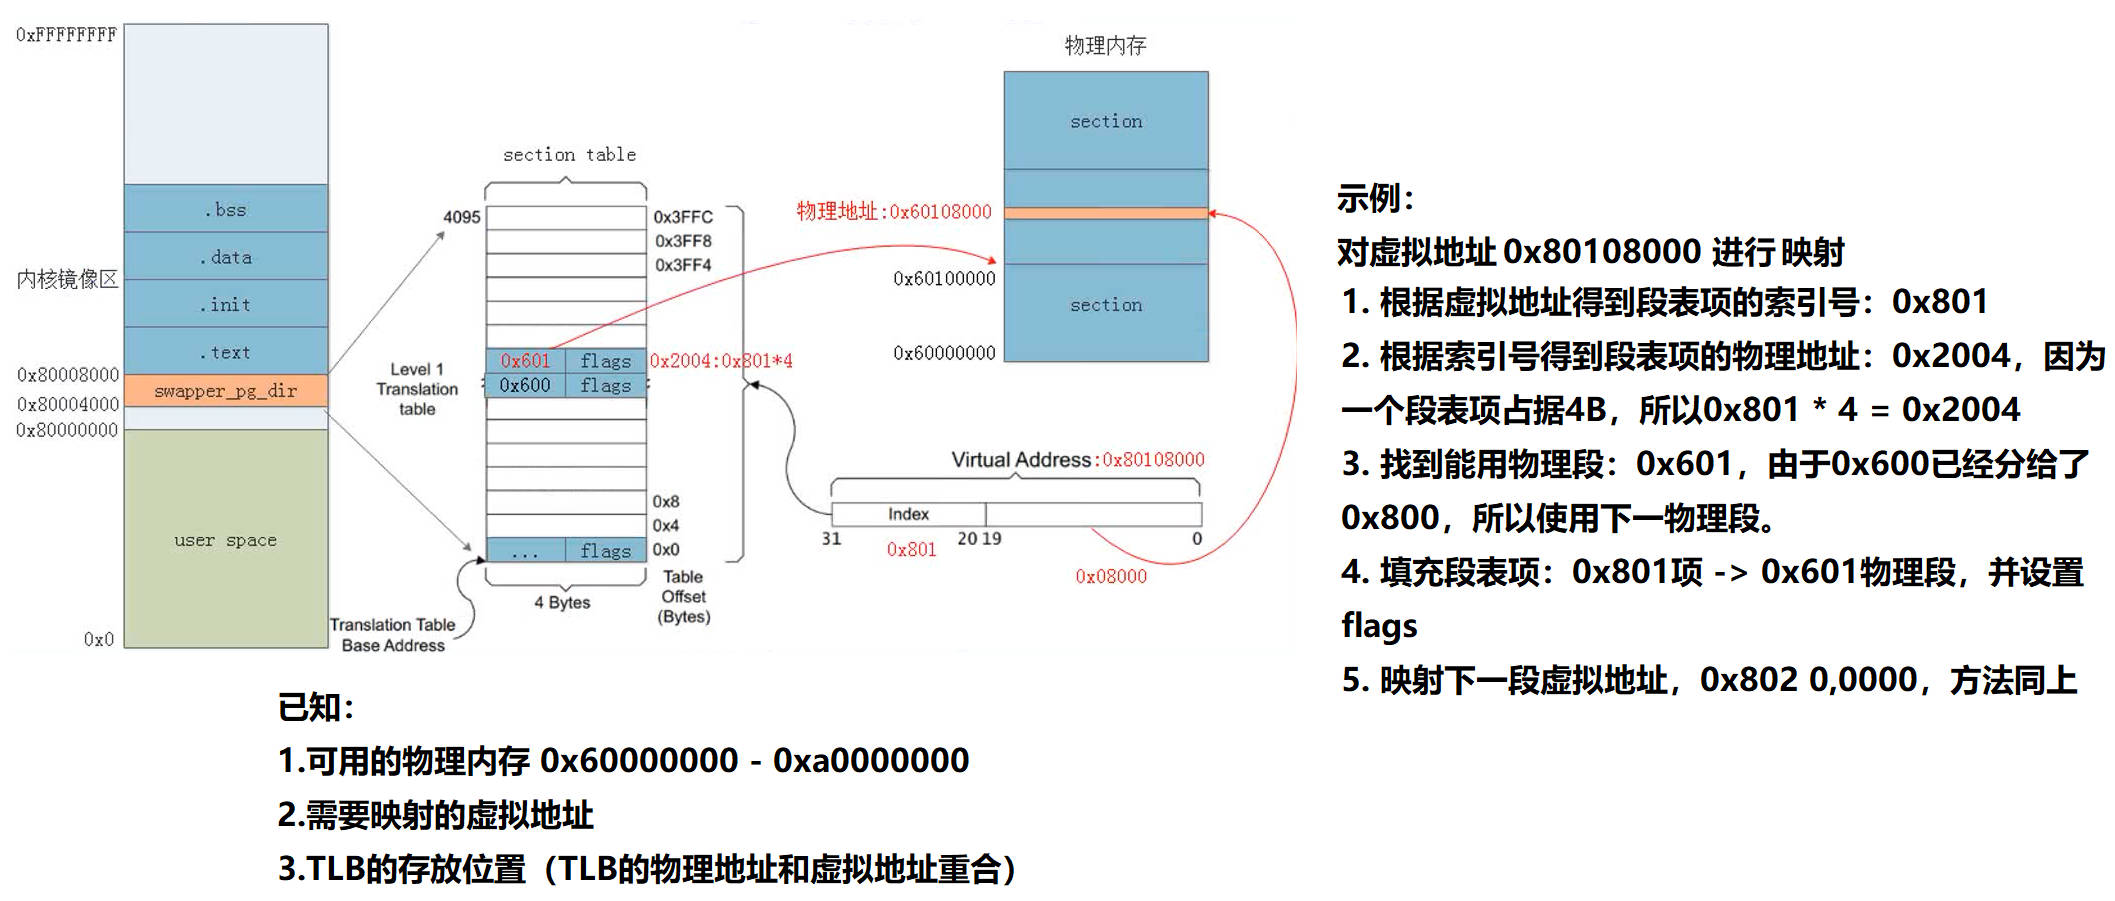 0xFFFFFFFF
.bss
.data
内核镜像区
.init
.text
0x80008000
swapper_pg_dir
0x80004000
0x80000000
user space
0x0
section table
4095
0x3FFC
0x3FF8
0x3FF4
0x601 flags 0x2004:0x801*4
0x600 flags
Level 1
Translation
table
0x8
0x4
... flags 0x0
4 Bytes
Table
Offset
(Bytes)
Translation Table
Base Address
物理内存
section
物理地址:0x60108000
0x60100000
section
0x60000000
Virtual Address:0x80108000
Index
31 20 19 0
0x801
0x08000
示例：
对虚拟地址 0x80108000 进行 映射
1. 根据虚拟地址得到段表项的索引号：0x801
2. 根据索引号得到段表项的物理地址：0x2004，因为
一个段表项占据4B，所以0x801 * 4 = 0x2004
3. 找到能用物理段：0x601，由于0x600已经分给了
0x800，所以使用下一物理段。
4. 填充段表项：0x801项 -> 0x601物理段，并设置
flags
5. 映射下一段虚拟地址，0x802 0,0000，方法同上
已知：
1.可用的物理内存 0x60000000 - 0xa0000000
2.需要映射的虚拟地址
3.TLB的存放位置（TLB的物理地址和虚拟地址重合）